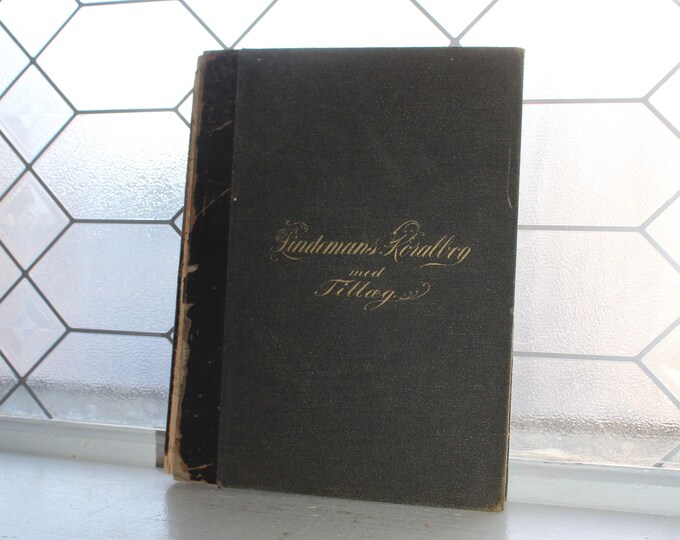 Lindemans Koralbog
med
Tillæg.